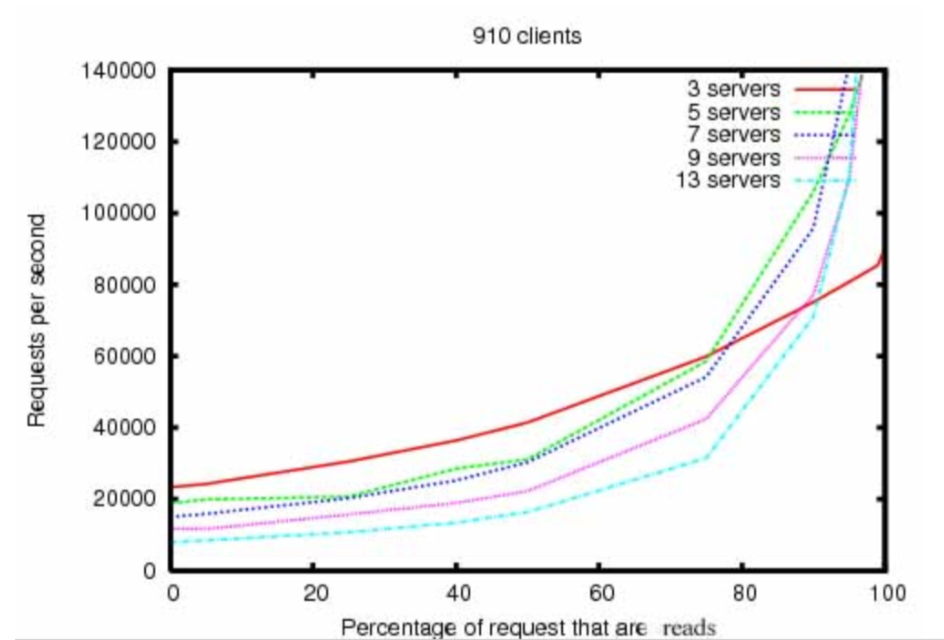 910 clients
140000
120000
100000
80000
60000
40000
20000
0
Requests per second
3 servers
5 servers
7 servers
9 servers
13 servers
0 20 40 60 80 100
Percentage of request that are reads